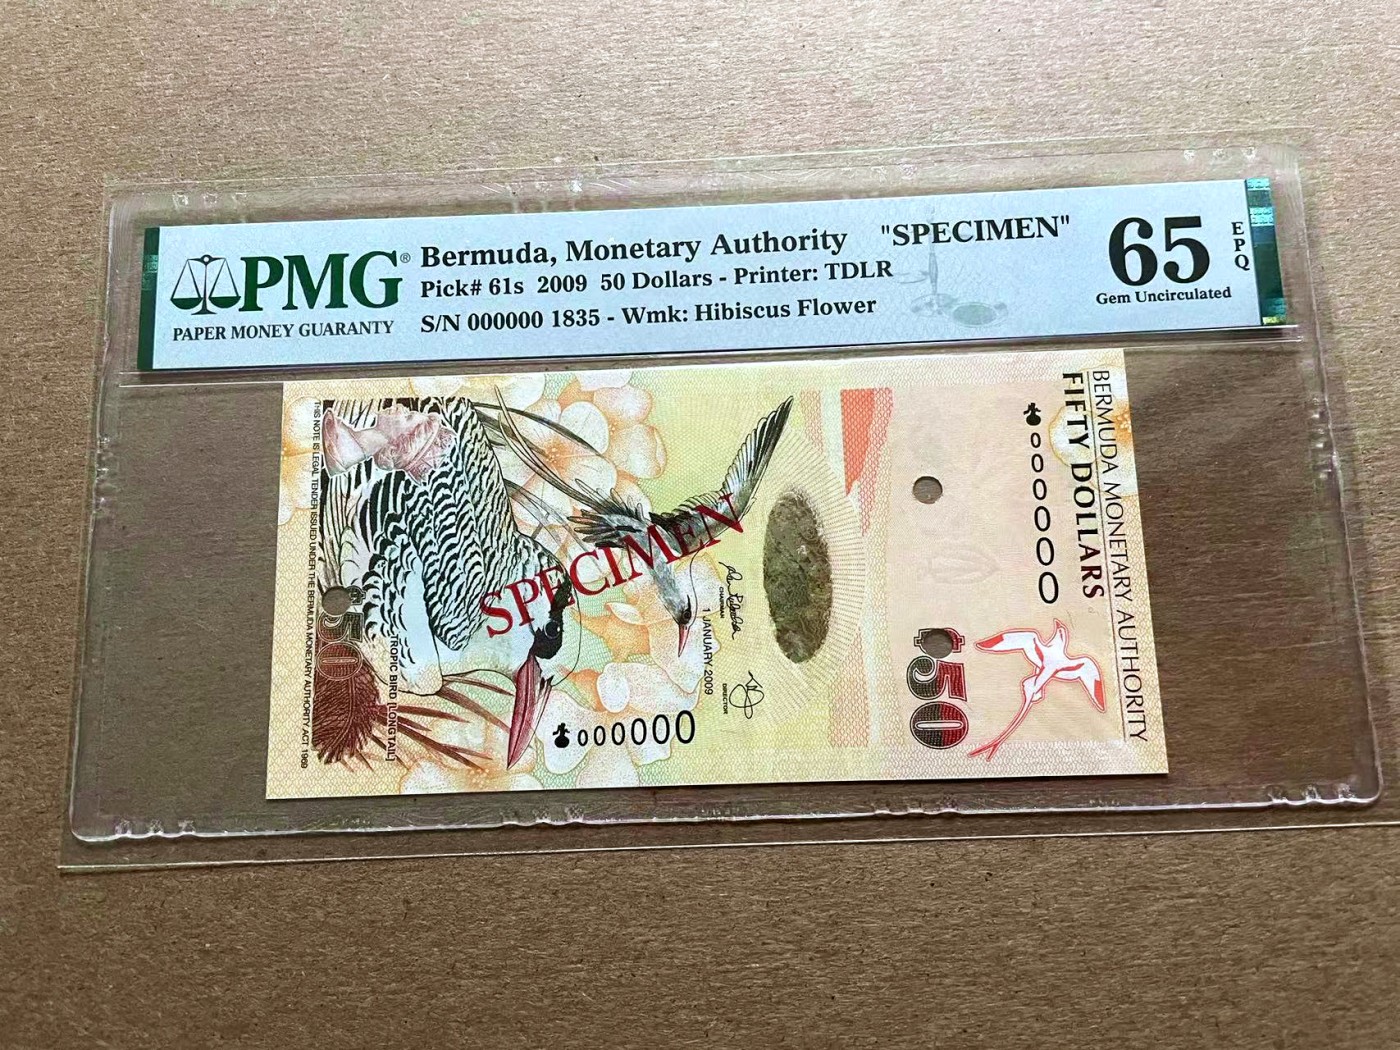 PMG®
PAPER MONEY GUARANTY
Bermuda, Monetary Authority "SPECIMEN"
Pick# 61s 2009 50 Dollars - Printer: TDLR
S/N 000000 1835 - Wmk: Hibiscus Flower
65
EPQ
Gem Uncirculated
BERMUDA MONETARY AUTHORITY
FIFTY DOLLARS
000000
$50
SPECIMEN
CHAIRMAN
1 JANUARY 2009
DIRECTOR
000000
TROPIC BIRD (LONGTAIL)
$50
THIS NOTE IS LEGAL TENDER ISSUED UNDER THE BERMUDA MONETARY AUTHORITY ACT 1969